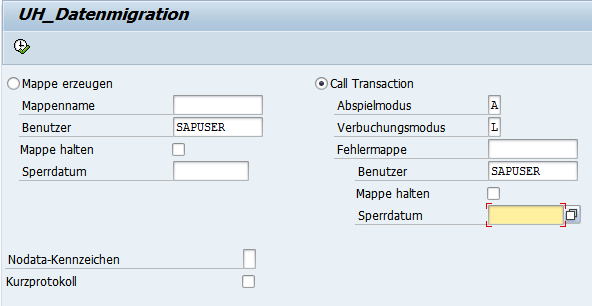 UH_Datenmigration
Mappe erzeugen
Mappenname
Benutzer SAPUSER
Mappe halten
Sperrdatum
Call Transaction
Abspielmodus A
Verbuchungsmodus L
Fehlermappe
Benutzer SAPUSER
Mappe halten
Sperrdatum
Nodata-Kennzeichen
Kurzprotokoll